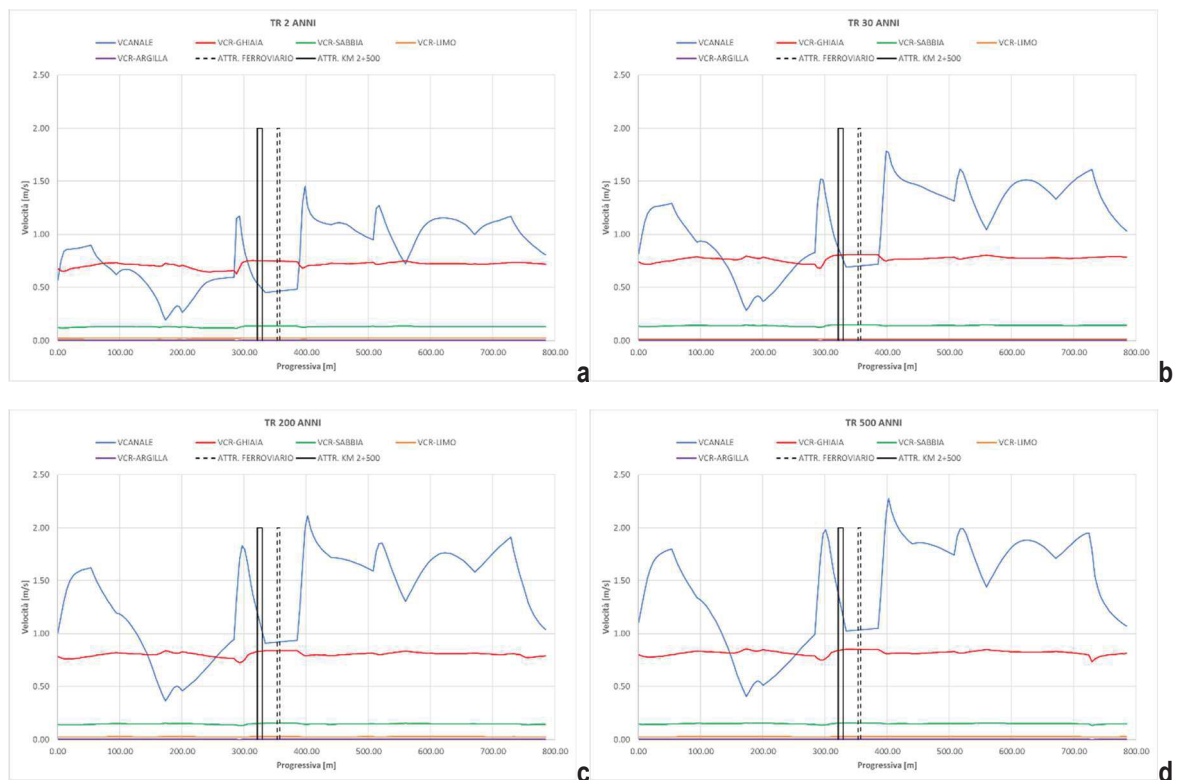 TR 2 ANNI
VCANALE VCR-GHIAIA VCR-SABBIA VCR-LIMO
VCR-ARGILLA ATTR. FERROVIARIO ATTR. KM 2+500
2.50
2.00
1.50
1.00
0.50
0.00
Velocità [m/s]
0.00 100.00 200.00 300.00 400.00 500.00 600.00 700.00 800.00
Progressiva [m]
a
TR 30 ANNI
VCANALE VCR-GHIAIA VCR-SABBIA VCR-LIMO
VCR-ARGILLA ATTR. FERROVIARIO ATTR. KM 2+500
2.50
2.00
1.50
1.00
0.50
0.00
Velocità [m/s]
0.00 100.00 200.00 300.00 400.00 500.00 600.00 700.00 800.00
Progressiva [m]
b
TR 200 ANNI
VCANALE VCR-GHIAIA VCR-SABBIA VCR-LIMO
VCR-ARGILLA ATTR. FERROVIARIO ATTR. KM 2+500
2.50
2.00
1.50
1.00
0.50
0.00
Velocità [m/s]
0.00 100.00 200.00 300.00 400.00 500.00 600.00 700.00 800.00
Progressiva [m]
c
TR 500 ANNI
VCANALE VCR-GHIAIA VCR-SABBIA VCR-LIMO
VCR-ARGILLA ATTR. FERROVIARIO ATTR. KM 2+500
2.50
2.00
1.50
1.00
0.50
0.00
Velocità [m/s]
0.00 100.00 200.00 300.00 400.00 500.00 600.00 700.00 800.00
Progressiva [m]
d